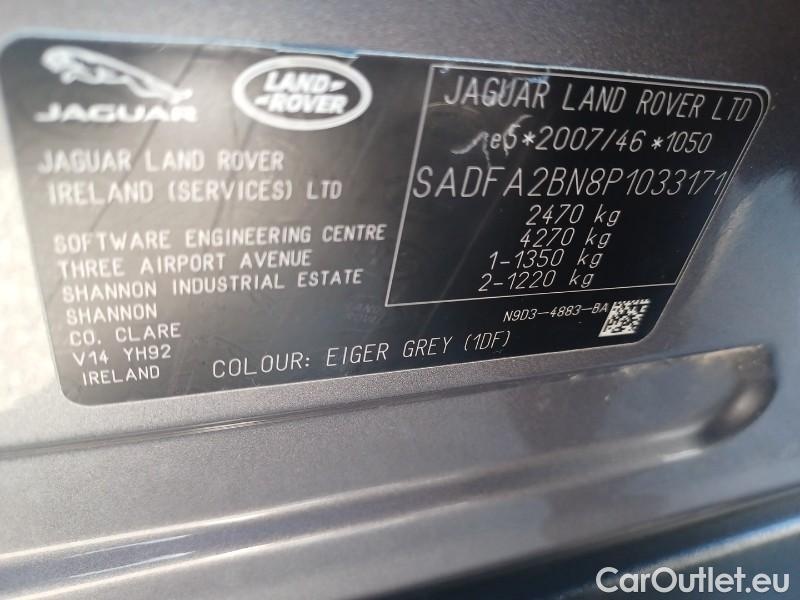 JAGUAR
LAND
ROVER
JAGUAR LAND ROVER
IRELAND (SERVICES) LTD
SOFTWARE ENGINEERING CENTRE
THREE AIRPORT AVENUE
SHANNON INDUSTRIAL ESTATE
SHANNON
CO. CLARE
V14 YH92
IRELAND
JAGUAR LAND ROVER LTD
e5*2007/46*1050
SADFA2BN8P1033171
2470 kg
4270 kg
1-1350 kg
2-1220 kg
N9D3-4883-BA
COLOUR: EIGER GREY (1DF)
CarOutlet.eu